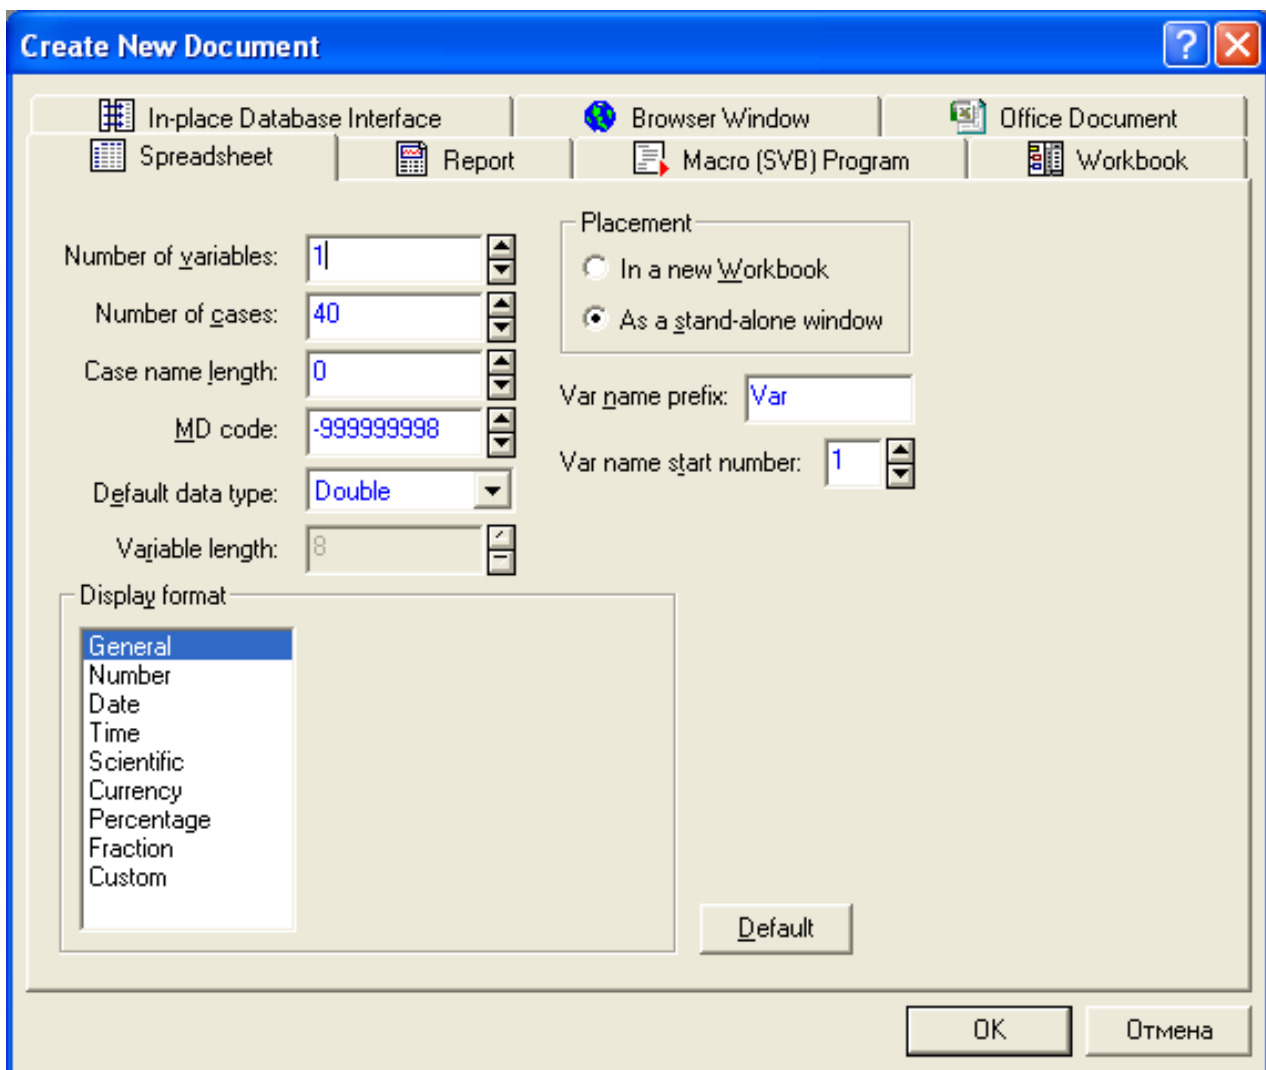 Create New Document
In-place Database Interface
Browser Window
Office Document
Spreadsheet
Report
Macro (SVB) Program
Workbook
Number of variables: 1
Number of cases: 40
Case name length: 0
MD code: -999999998
Default data type: Double
Variable length: 8
Placement
In a new Workbook
As a stand-alone window
Var name prefix: Var
Var name start number: 1
Display format
General
Number
Date
Time
Scientific
Currency
Percentage
Fraction
Custom
Default
OK
Отмена